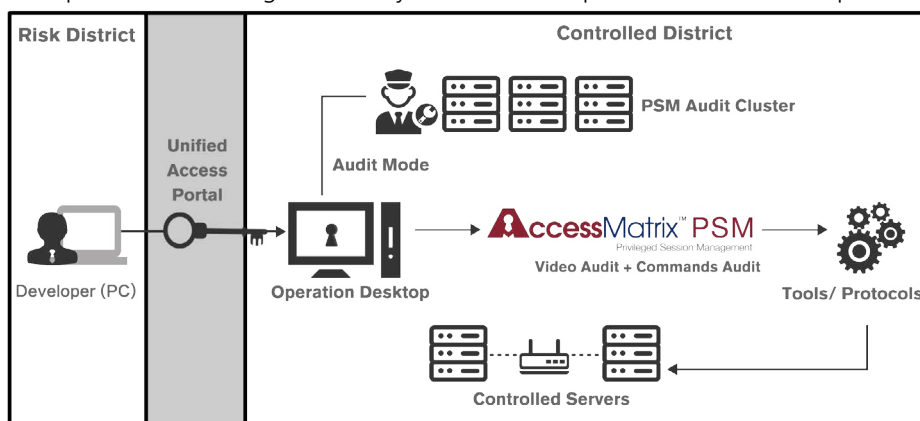 Risk District
Controlled District
PSM Audit Cluster
Unified
Access
Portal
Audit Mode
AccessMatrix™ PSM
Privileged Session Management
Video Audit + Commands Audit
Developer (PC)
Operation Desktop
Tools/ Protocols
Controlled Servers